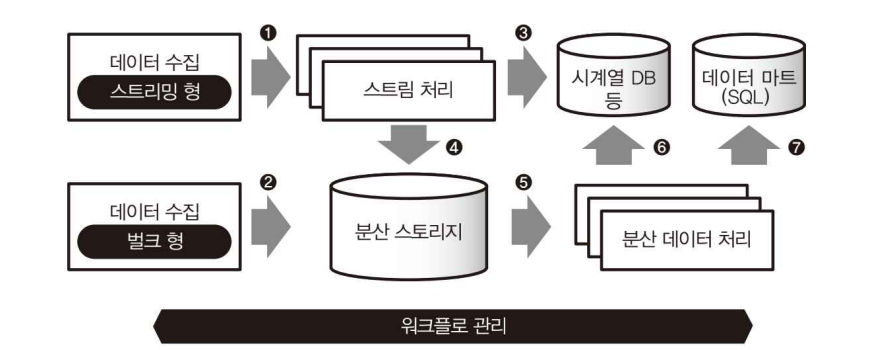 ❶
❸
데이터 수집
스트리밍 형
스트림 처리
시계열 DB
등
데이터 마트
(SQL)
❹
❻
❼
❷
❺
데이터 수집
벌크 형
분산 스토리지
분산 데이터 처리
워크플로 관리